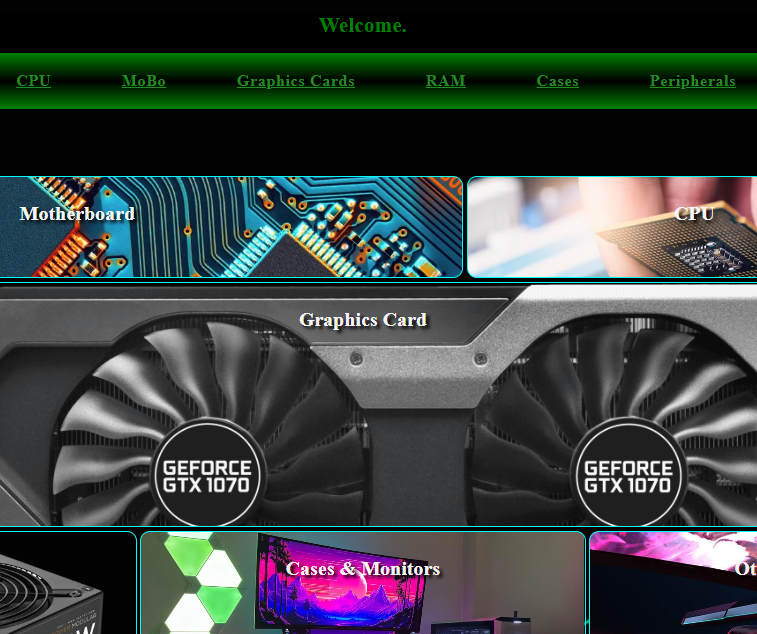 Welcome.
CPU MoBo Graphics Cards RAM Cases Peripherals
Motherboard
CPU
Graphics Card
GEFORCE
GTX 1070
GEFORCE
GTX 1070
Cases & Monitors
Ot
W